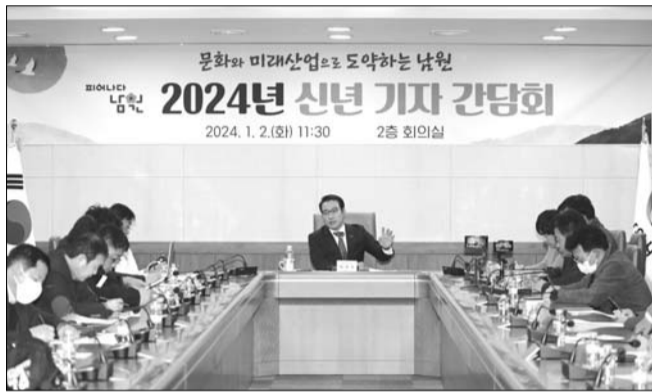 문화와 미래산업으로 도약하는 남원
피어나다
남원
2024년 신년 기자 간담회
2024. 1. 2.(화) 11:30 2층 회의실